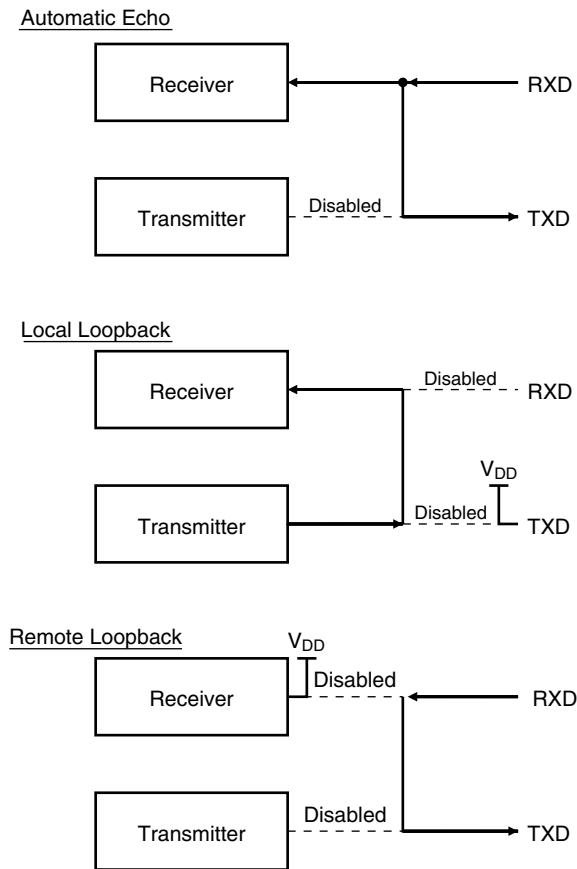 Automatic Echo
Receiver
RXD
Transmitter
Disabled
TXD
Local Loopback
Receiver
Disabled
RXD
VDD
Transmitter
Disabled
TXD
Remote Loopback
VDD
Receiver
Disabled
RXD
Transmitter
Disabled
TXD